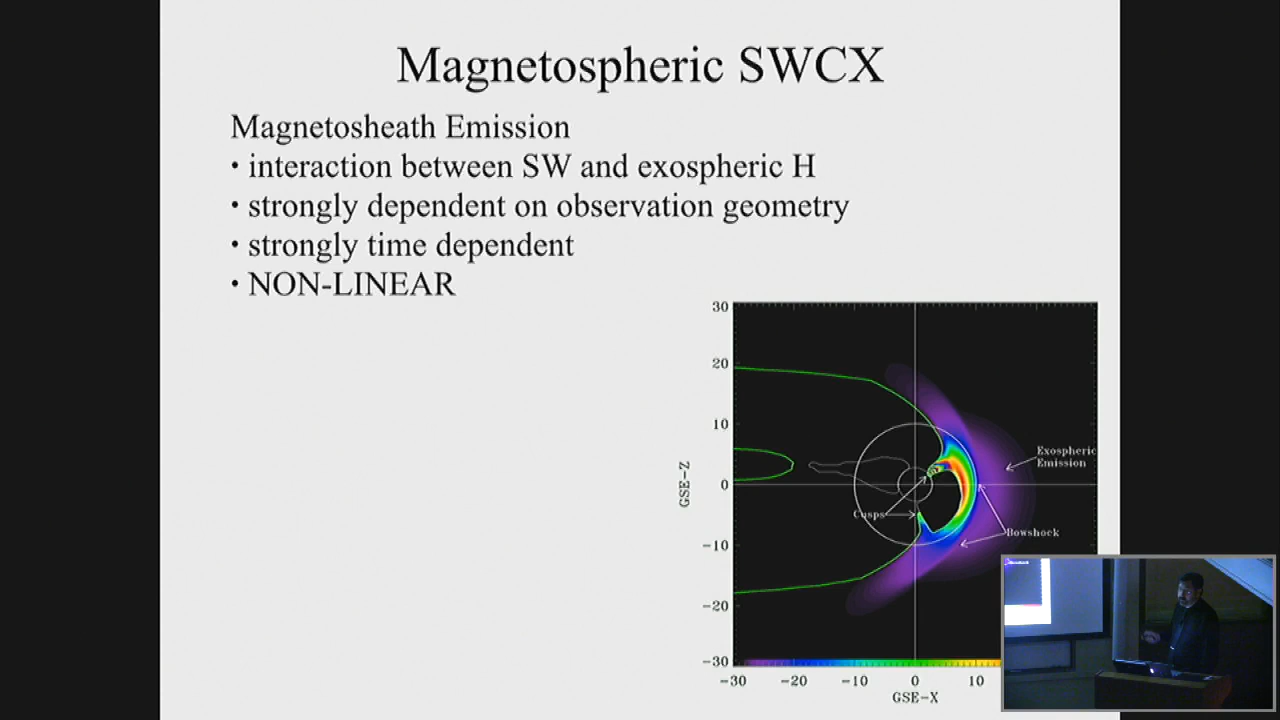 Magnetospheric SWCX
Magnetosheath Emission
• interaction between SW and exospheric H
• strongly dependent on observation geometry
• strongly time dependent
• NON-LINEAR
30
20
10
0
-10
-20
-30
GSE-Z
Exospheric
Emission
Cusps
Bowshock
-30
-20
-10
0
10
GSE-X